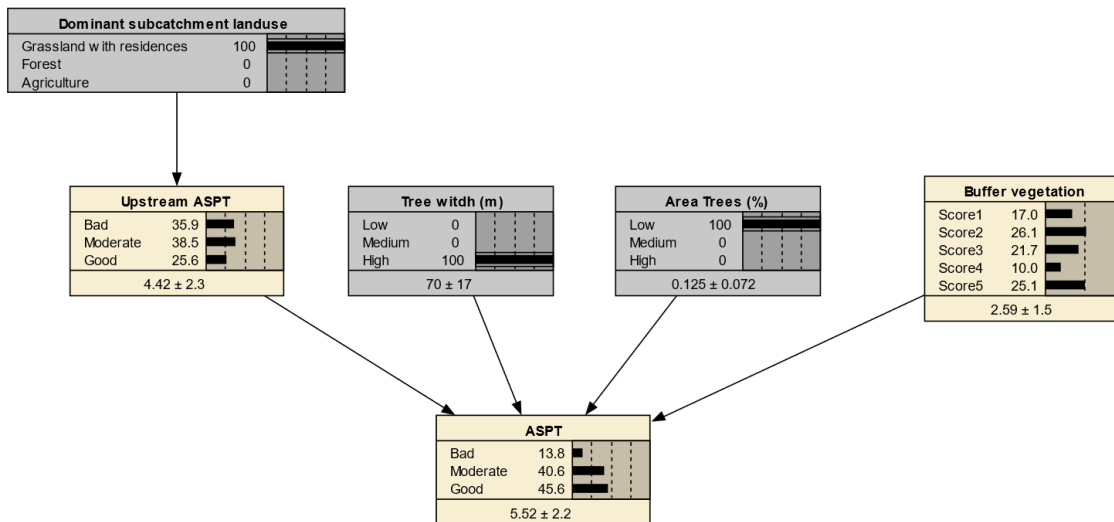 Dominant subcatchment landuse
Grassland with residences 100
Forest 0
Agriculture 0
Upstream ASPT
Bad 35.9
Moderate 38.5
Good 25.6
4.42 ± 2.3
Tree witdh (m)
Low 0
Medium 0
High 100
70 ± 17
Area Trees (%)
Low 100
Medium 0
High 0
0.125 ± 0.072
Buffer vegetation
Score1 17.0
Score2 26.1
Score3 21.7
Score4 10.0
Score5 25.1
2.59 ± 1.5
ASPT
Bad 13.8
Moderate 40.6
Good 45.6
5.52 ± 2.2